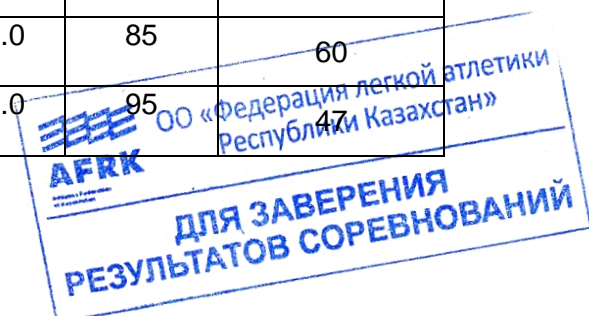 .0 85 60
.0 95 47
ОО «Федерация легкой атлетики
Республики Казахстан»
AFRK
ДЛЯ ЗАВЕРЕНИЯ
РЕЗУЛЬТАТОВ СОРЕВНОВАНИЙ